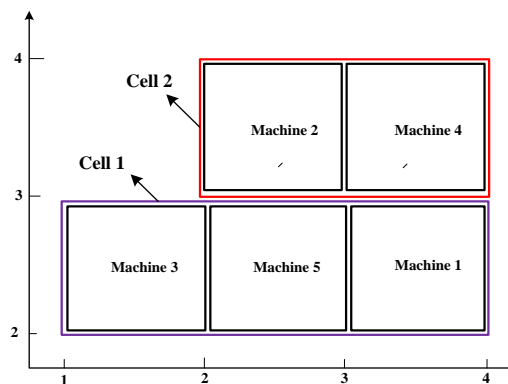 4
Cell 2
Machine 2
Machine 4
Cell 1
3
Machine 3
Machine 5
Machine 1
2
1
2
3
4